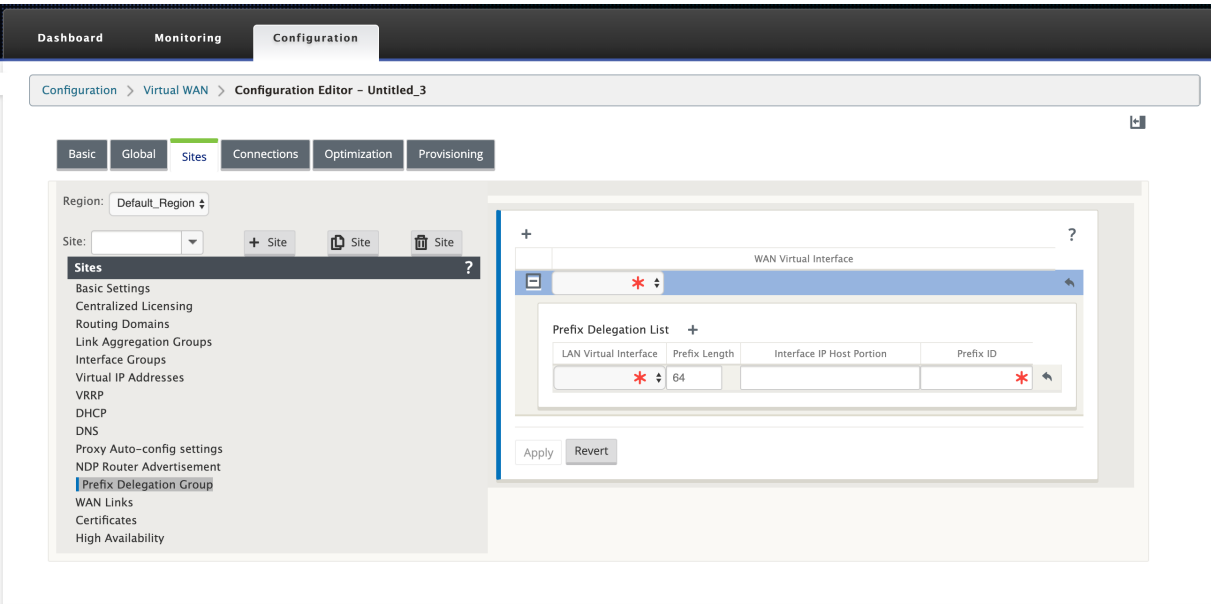 Dashboard Monitoring Configuration
Configuration > Virtual WAN > Configuration Editor – Untitled_3
Basic Global Sites Connections Optimization Provisioning
Region: Default_Region
Site: + Site Site Site
Sites ?
Basic Settings
Centralized Licensing
Routing Domains
Link Aggregation Groups
Interface Groups
Virtual IP Addresses
VRRP
DHCP
DNS
Proxy Auto-config settings
NDP Router Advertisement
Prefix Delegation Group
WAN Links
Certificates
High Availability
+ ?
WAN Virtual Interface
*
Prefix Delegation List +
LAN Virtual Interface Prefix Length Interface IP Host Portion Prefix ID
* 64 *
Apply Revert